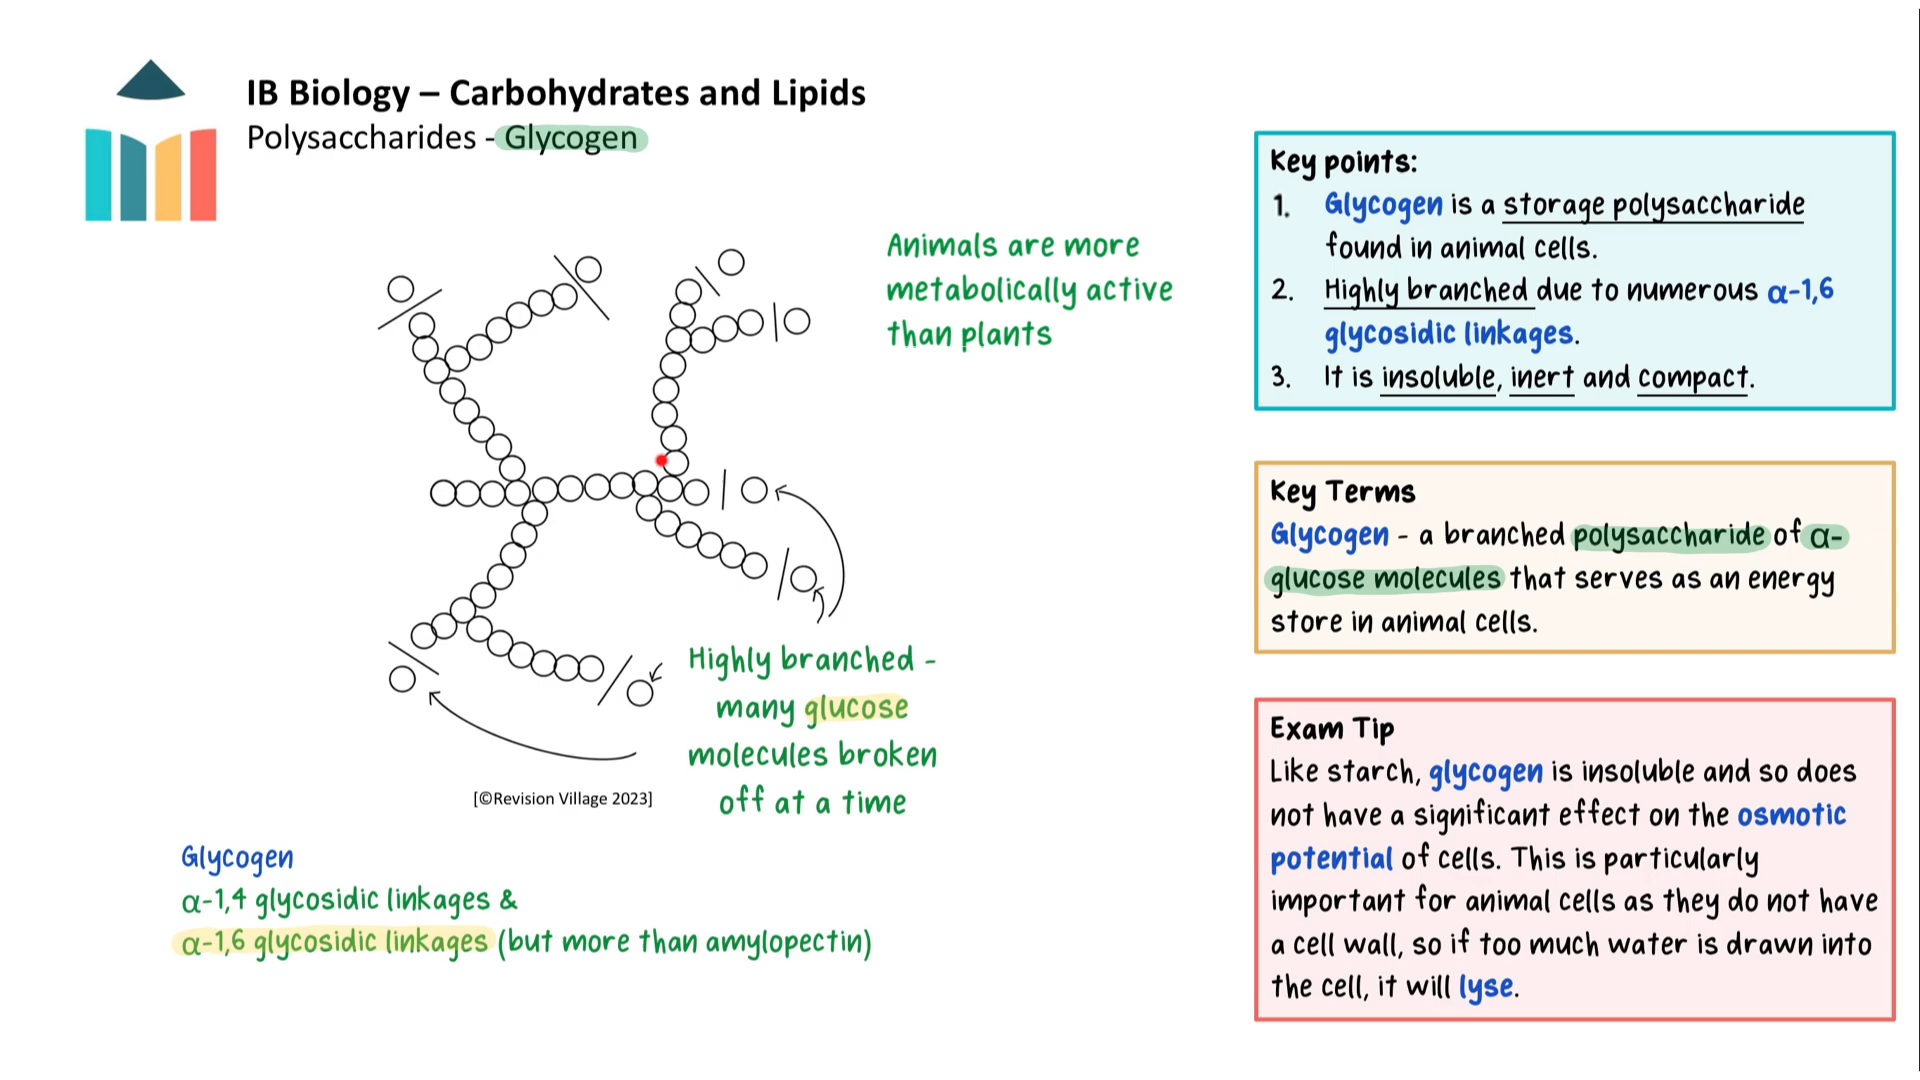 IB Biology – Carbohydrates and Lipids
Polysaccharides - Glycogen
Animals are more
metabolically active
than plants
Highly branched -
many glucose
molecules broken
off at a time
[©Revision Village 2023]
Glycogen
α-1,4 glycosidic linkages &
α-1,6 glycosidic linkages (but more than amylopectin)
Key points:
1. Glycogen is a storage polysaccharide
found in animal cells.
2. Highly branched due to numerous α-1,6
glycosidic linkages.
3. It is insoluble, inert and compact.
Key Terms
Glycogen - a branched polysaccharide of α-
glucose molecules that serves as an energy
store in animal cells.
Exam Tip
Like starch, glycogen is insoluble and so does
not have a significant effect on the osmotic
potential of cells. This is particularly
important for animal cells as they do not have
a cell wall, so if too much water is drawn into
the cell, it will lyse.